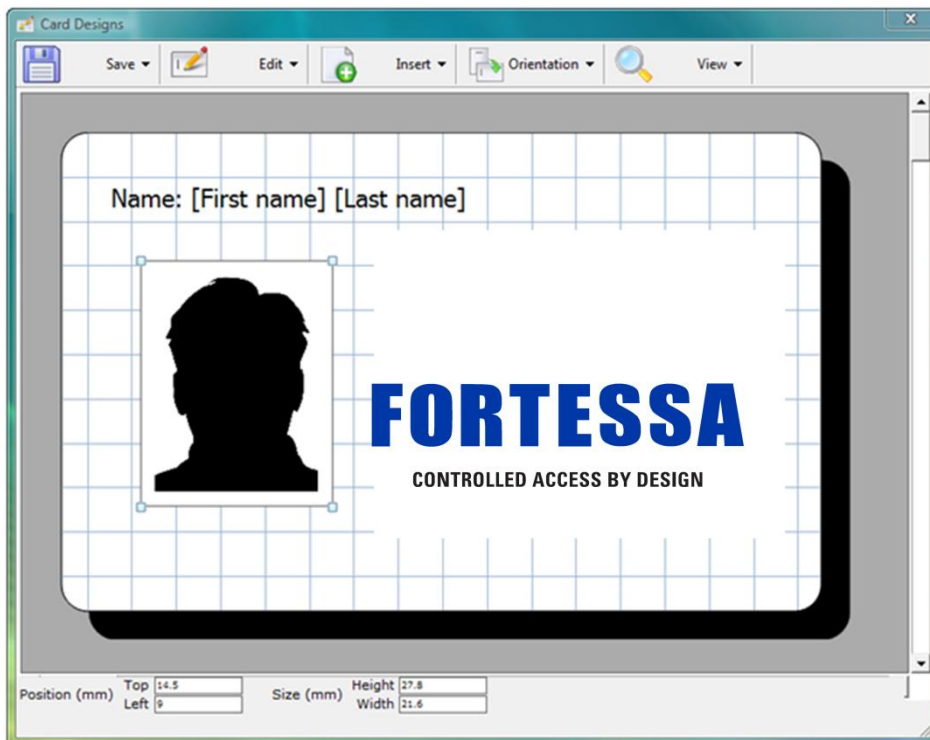 Card Designs
Save Edit Insert Orientation View
Name: [First name] [Last name]
FORTESSA
CONTROLLED ACCESS BY DESIGN
Position (mm) Top 14.5 Size (mm) Height 27.8
Left 9 Width 21.6